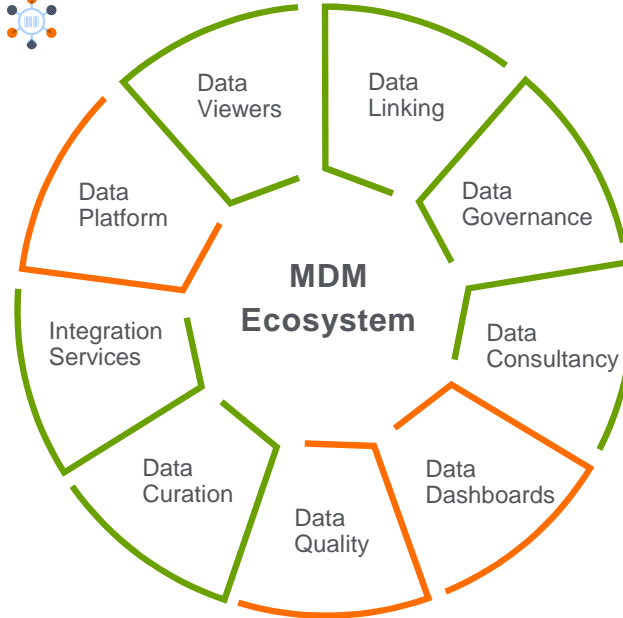 Data
Viewers
Data
Linking
Data
Governance
Data
Consultancy
Data
Dashboards
Data
Quality
Data
Curation
Integration
Services
Data
Platform
MDM
Ecosystem